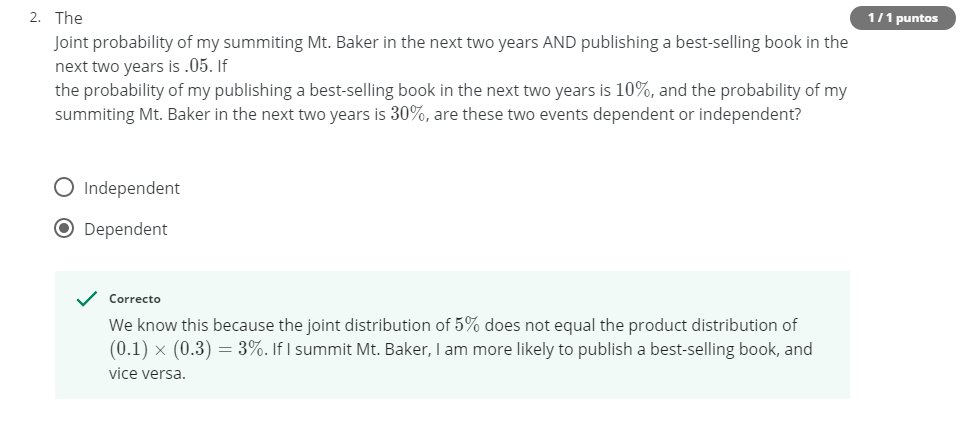 2. The
1 / 1 puntos
Joint probability of my summiting Mt. Baker in the next two years AND publishing a best-selling book in the
next two years is .05. If
the probability of my publishing a best-selling book in the next two years is 10%, and the probability of my
summiting Mt. Baker in the next two years is 30%, are these two events dependent or independent?
Independent
Dependent
Correcto
We know this because the joint distribution of 5% does not equal the product distribution of
(0.1) × (0.3) = 3%. If I summit Mt. Baker, I am more likely to publish a best-selling book, and
vice versa.